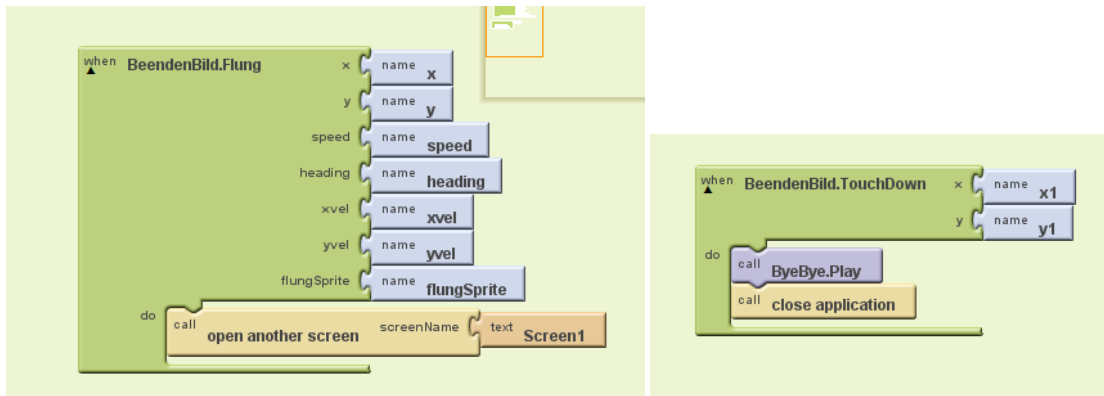 when BeendenBild.Flung x name x
y name y
speed name speed
heading name heading
xvel name xvel
yvel name yvel
flungSprite name flungSprite
do call open another screen screenName text Screen1
when BeendenBild.TouchDown x name x1
y name y1
do call ByeBye.Play
call close application